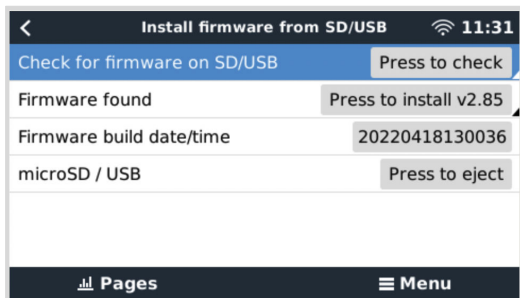 Install firmware from SD/USB 11:31
Check for firmware on SD/USB Press to check
Firmware found Press to install v2.85
Firmware build date/time 20220418130036
microSD / USB Press to eject
Pages Menu